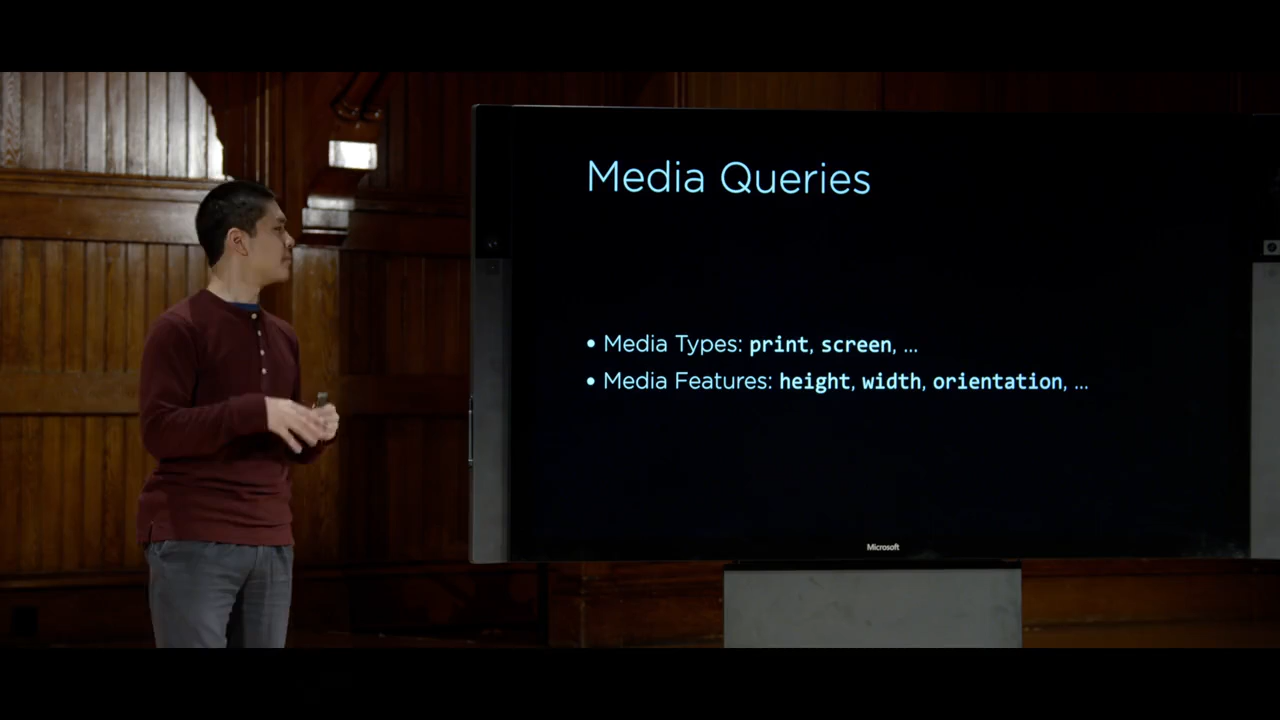 Media Queries
• Media Types: print, screen, ...
• Media Features: height, width, orientation, ...
Microsoft